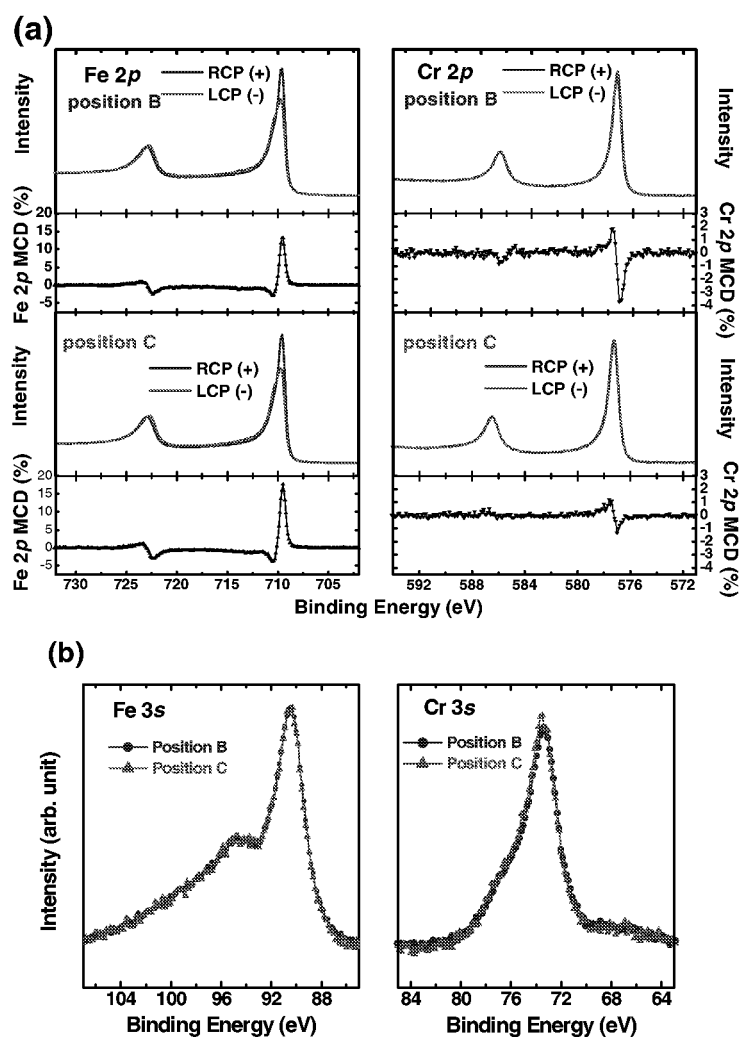 (a)
Fe 2p
RCP (+)
LCP (-)
position B
Intensity
Fe 2p MCD (%)
20
15
10
5
0
-5
Cr 2p
RCP (+)
LCP (-)
position B
Intensity
Cr 2p MCD (%)
3
2
1
0
-1
-2
-3
-4
position C
RCP (+)
LCP (-)
Intensity
Fe 2p MCD (%)
20
15
10
5
0
-5
730 725 720 715 710 705
position C
RCP (+)
LCP (-)
Intensity
Cr 2p MCD (%)
3
2
1
0
-1
-2
-3
-4
592 588 584 580 576 572
Binding Energy (eV)
(b)
Intensity (arb. unit)
Fe 3s
Position B
Position C
104 100 96 92 88
Binding Energy (eV)
Cr 3s
Position B
Position C
84 80 76 72 68 64
Binding Energy (eV)